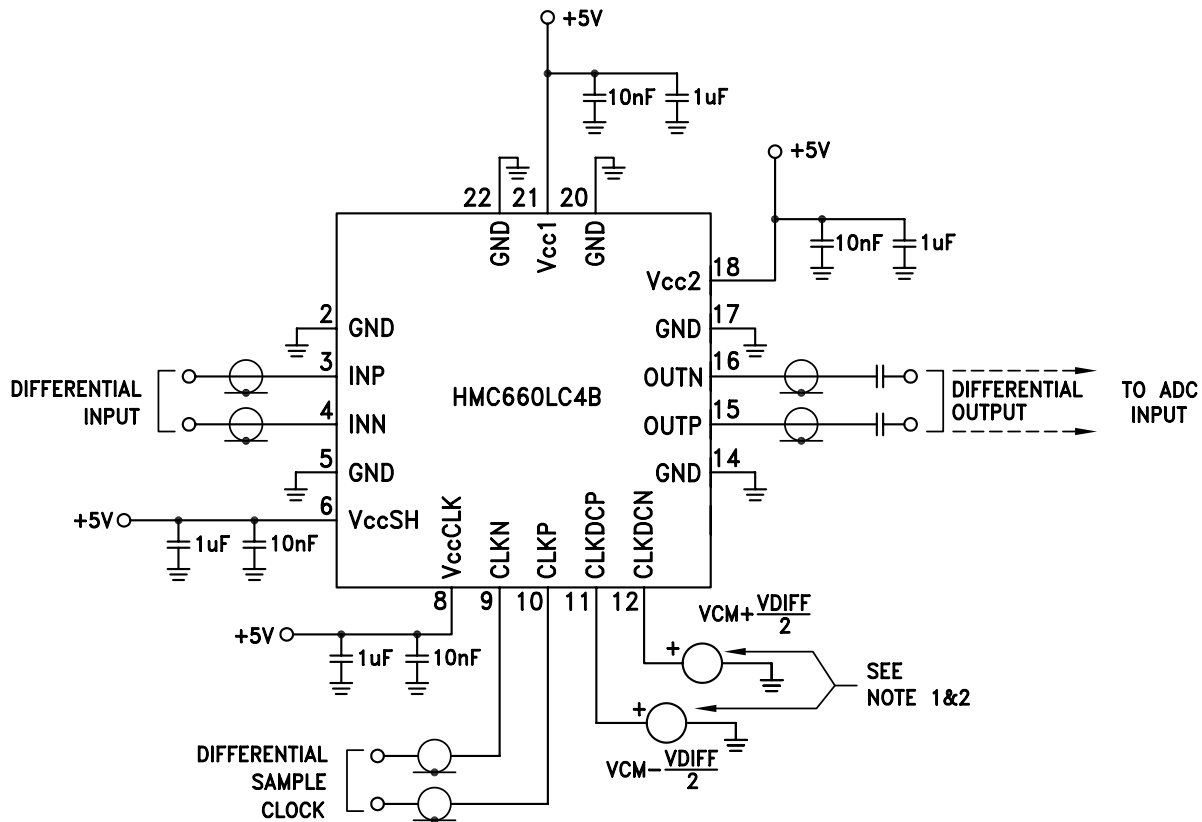 +5V
10nF
1uF
+5V
22
21
20
10nF
1uF
GND
Vcc1
GND
Vcc2
18
2
GND
GND
17
3
INP
OUTN
16
DIFFERENTIAL
INPUT
HMC660LC4B
DIFFERENTIAL
OUTPUT
TO ADC
INPUT
4
INN
OUTP
15
5
GND
GND
14
+5V
6
VccSH
1uF
10nF
VccCLK
CLKN
CLKP
CLKDCP
CLKDCN
8
9
10
11
12
+5V
1uF
10nF
VCM+VDIFF
2
+
SEE
NOTE 1&2
+
VCM-VDIFF
2
DIFFERENTIAL
SAMPLE
CLOCK